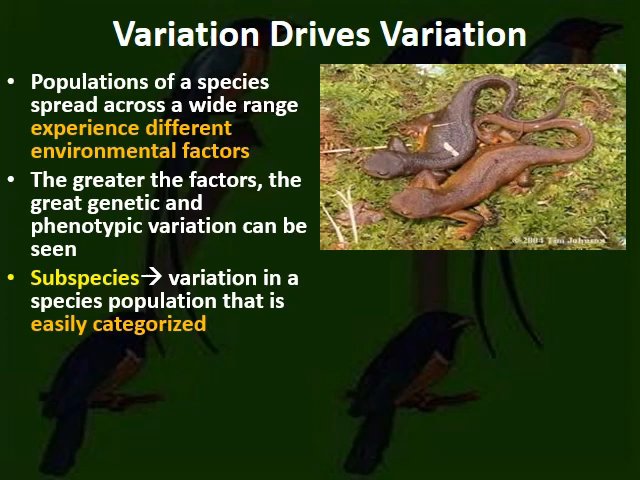 Variation Drives Variation
• Populations of a species
spread across a wide range
experience different
environmental factors
• The greater the factors, the
great genetic and
phenotypic variation can be
seen
• Subspecies→ variation in a
species population that is
easily categorized
© 2004 Tim Johnson